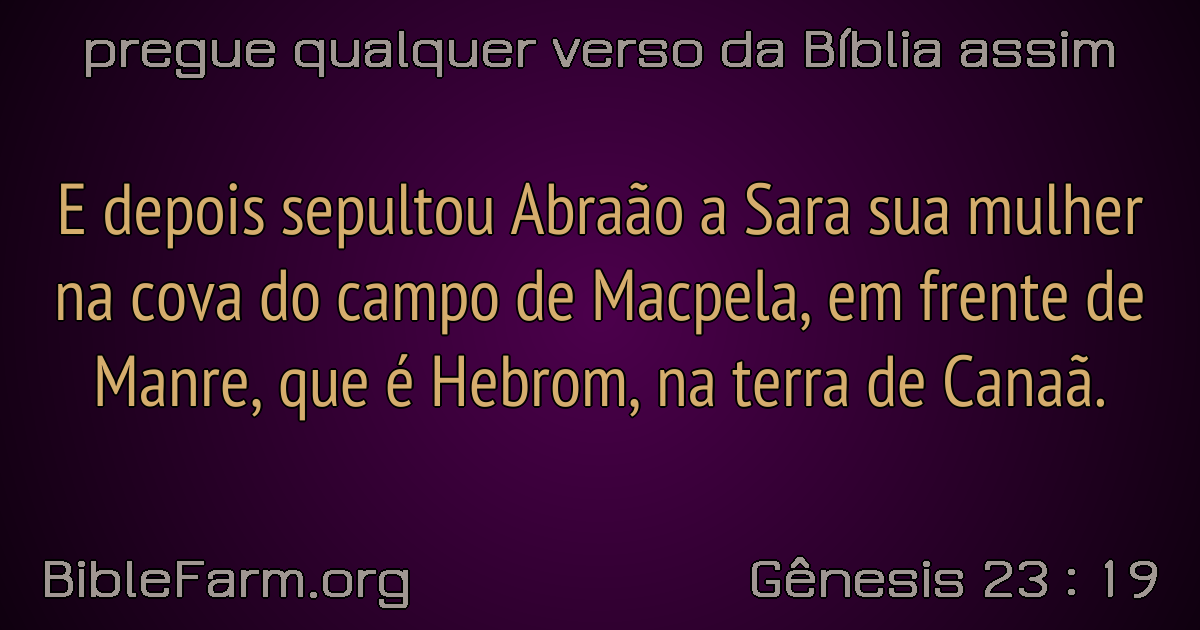 pregue qualquer verso da Bíblia assim
E depois sepultou Abraão a Sara sua mulher
na cova do campo de Macpela, em frente de
Manre, que é Hebrom, na terra de Canaã.
BibleFarm.org
Gênesis 23 : 19